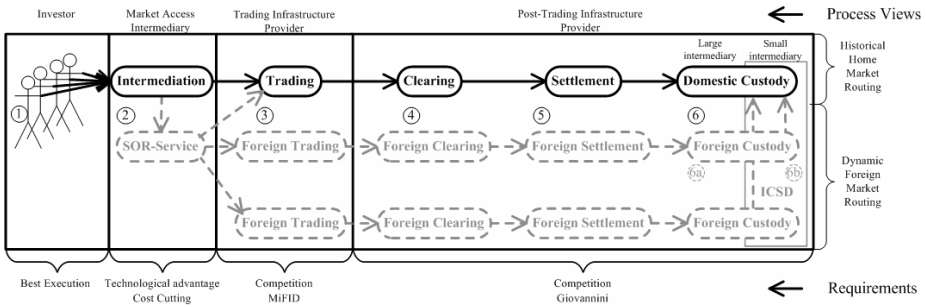 Investor
Market Access
Intermediary
Trading Infrastructure
Provider
Post-Trading Infrastructure
Provider
Process Views
Large
intermediary
Small
intermediary
Historical
Home
Market
Routing
Intermediation
Trading
Clearing
Settlement
Domestic Custody
1
2
3
4
5
6
SOR-Service
Foreign Trading
Foreign Clearing
Foreign Settlement
Foreign Custody
6a
6b
ICSD
Dynamic
Foreign
Market
Routing
Foreign Trading
Foreign Clearing
Foreign Settlement
Foreign Custody
Best Execution
Technological advantage
Cost Cutting
Competition
MiFID
Competition
Giovannini
Requirements